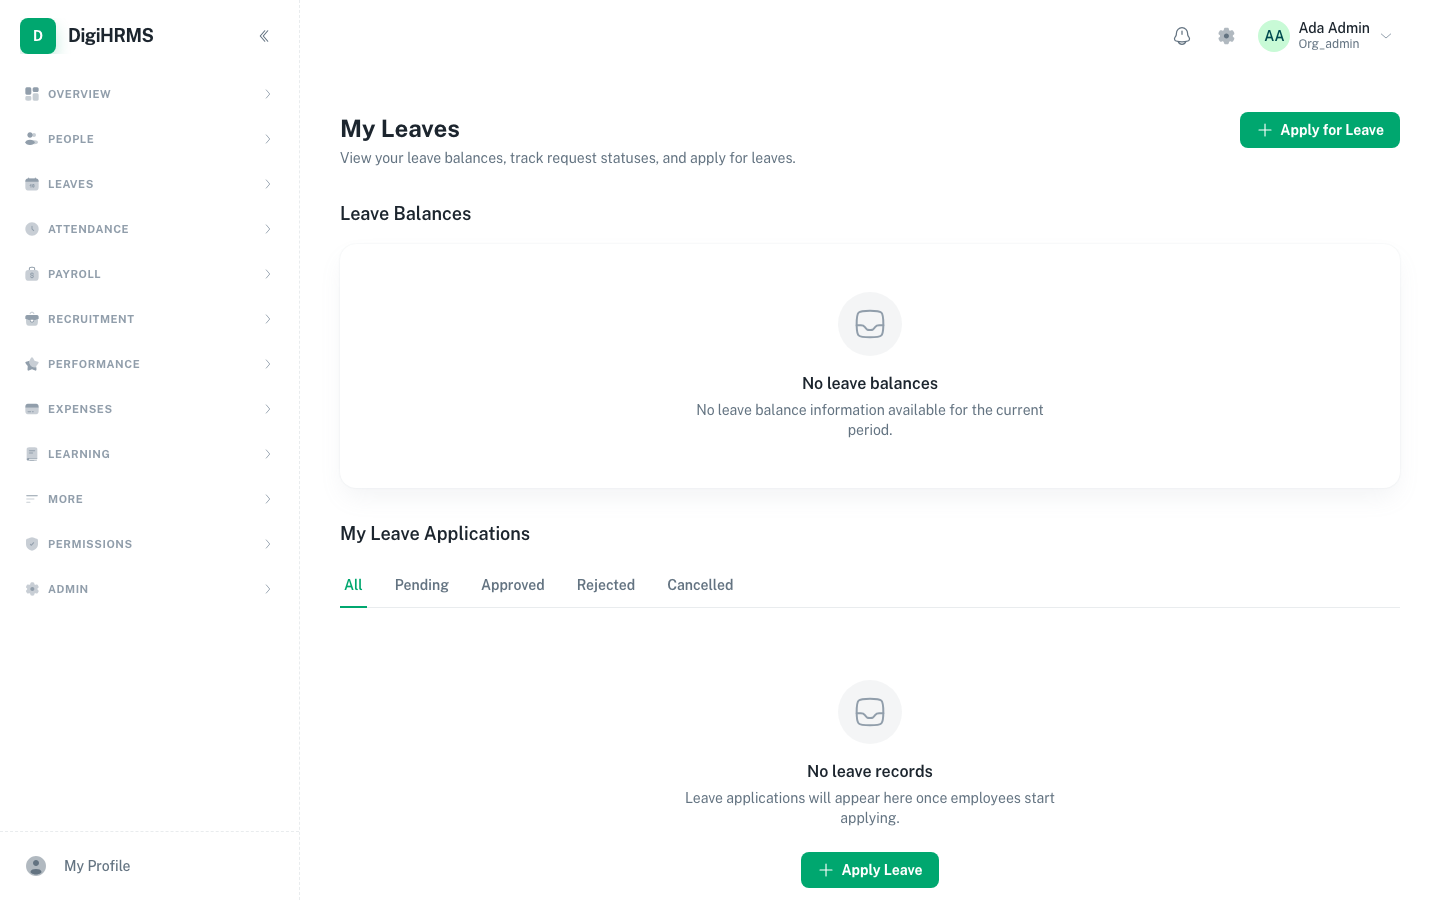 D
DigiHRMS
OVERVIEW
PEOPLE
LEAVES
ATTENDANCE
PAYROLL
RECRUITMENT
PERFORMANCE
EXPENSES
LEARNING
MORE
PERMISSIONS
ADMIN
My Profile
AA
Ada Admin
Org_admin
My Leaves
View your leave balances, track request statuses, and apply for leaves.
Apply for Leave
Leave Balances
No leave balances
No leave balance information available for the current
period.
My Leave Applications
All Pending Approved Rejected Cancelled
No leave records
Leave applications will appear here once employees start
applying.
Apply Leave